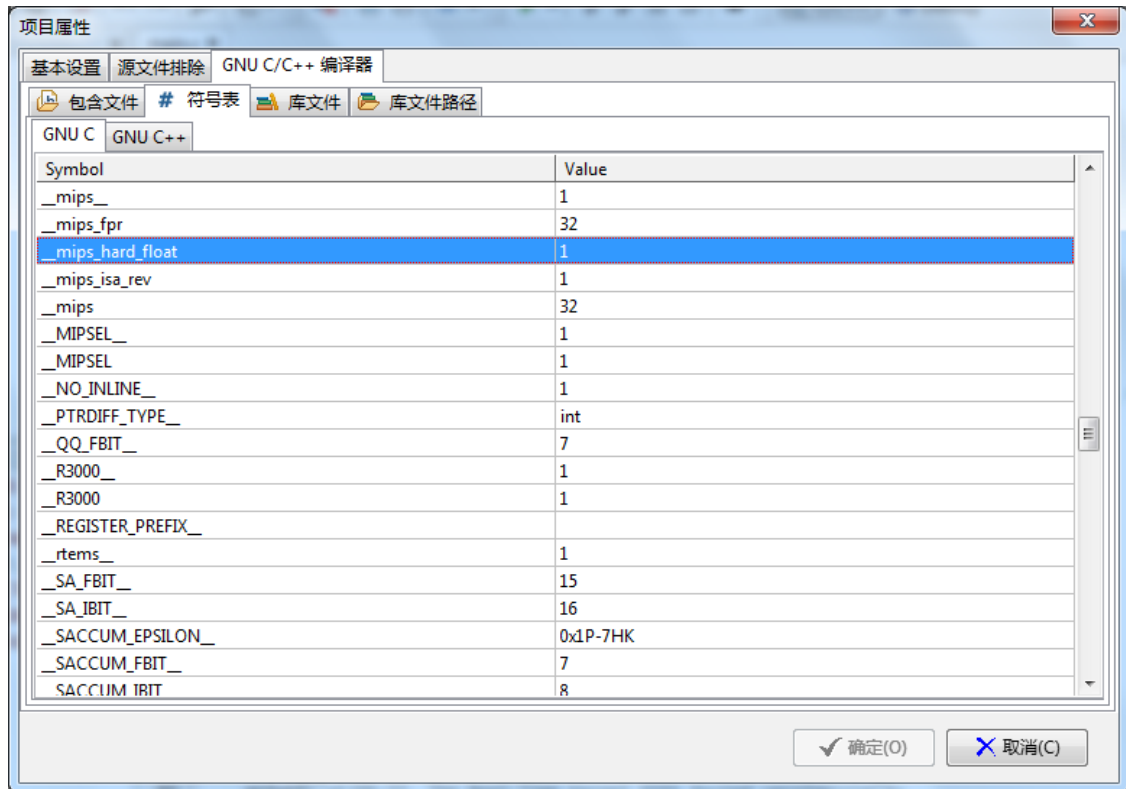 项目属性
基本设置 源文件排除 GNU C/C++ 编译器
包含文件 # 符号表 库文件 库文件路径
GNU C GNU C++
Symbol Value
__mips__ 1
__mips_fpr 32
__mips_hard_float 1
__mips_isa_rev 1
__mips 32
__MIPSEL__ 1
__MIPSEL 1
__NO_INLINE__ 1
__PTRDIFF_TYPE__ int
__QQ_FBIT__ 7
__R3000__ 1
__R3000 1
__REGISTER_PREFIX__
__rtems__ 1
__SA_FBIT__ 15
__SA_IBIT__ 16
__SACCUM_EPSILON__ 0x1P-7HK
__SACCUM_FBIT__ 7
__SACCUM_IBIT__ 8
确定(O) 取消(C)